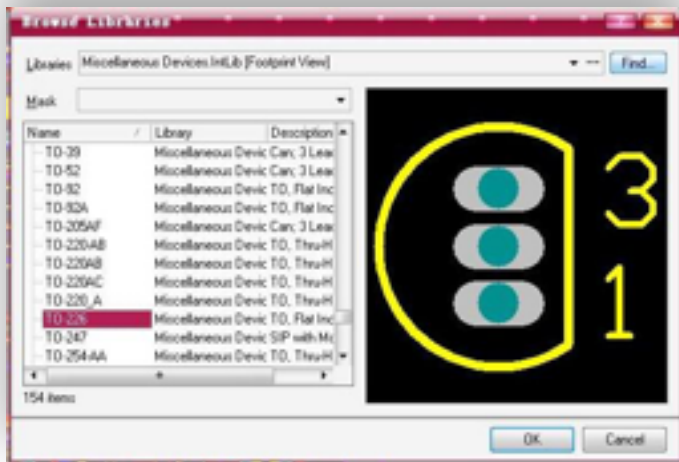 Browse Libraries
Libraries Miscellaneous Devices.IntLib [Footprint View] Find...
Mask
Name / Library Description
TO-39 Miscellaneous Devic Can; 3 Lead
TO-52 Miscellaneous Devic Can; 3 Lead
TO-92 Miscellaneous Devic TO, Flat Inc
TO-92A Miscellaneous Devic TO, Flat Inc
TO-205AF Miscellaneous Devic Can; 3 Lead
TO-220-AB Miscellaneous Devic TO, Thru-H
TO-220AB Miscellaneous Devic TO, Thru-H
TO-220AC Miscellaneous Devic TO, Thru-H
TO-220_A Miscellaneous Devic TO, Thru-H
TO-226 Miscellaneous Devic TO, Flat Inc
TO-247 Miscellaneous Devic SIP with Mo
TO-254-AA Miscellaneous Devic TO, Thru-H
154 items
3
1
OK Cancel